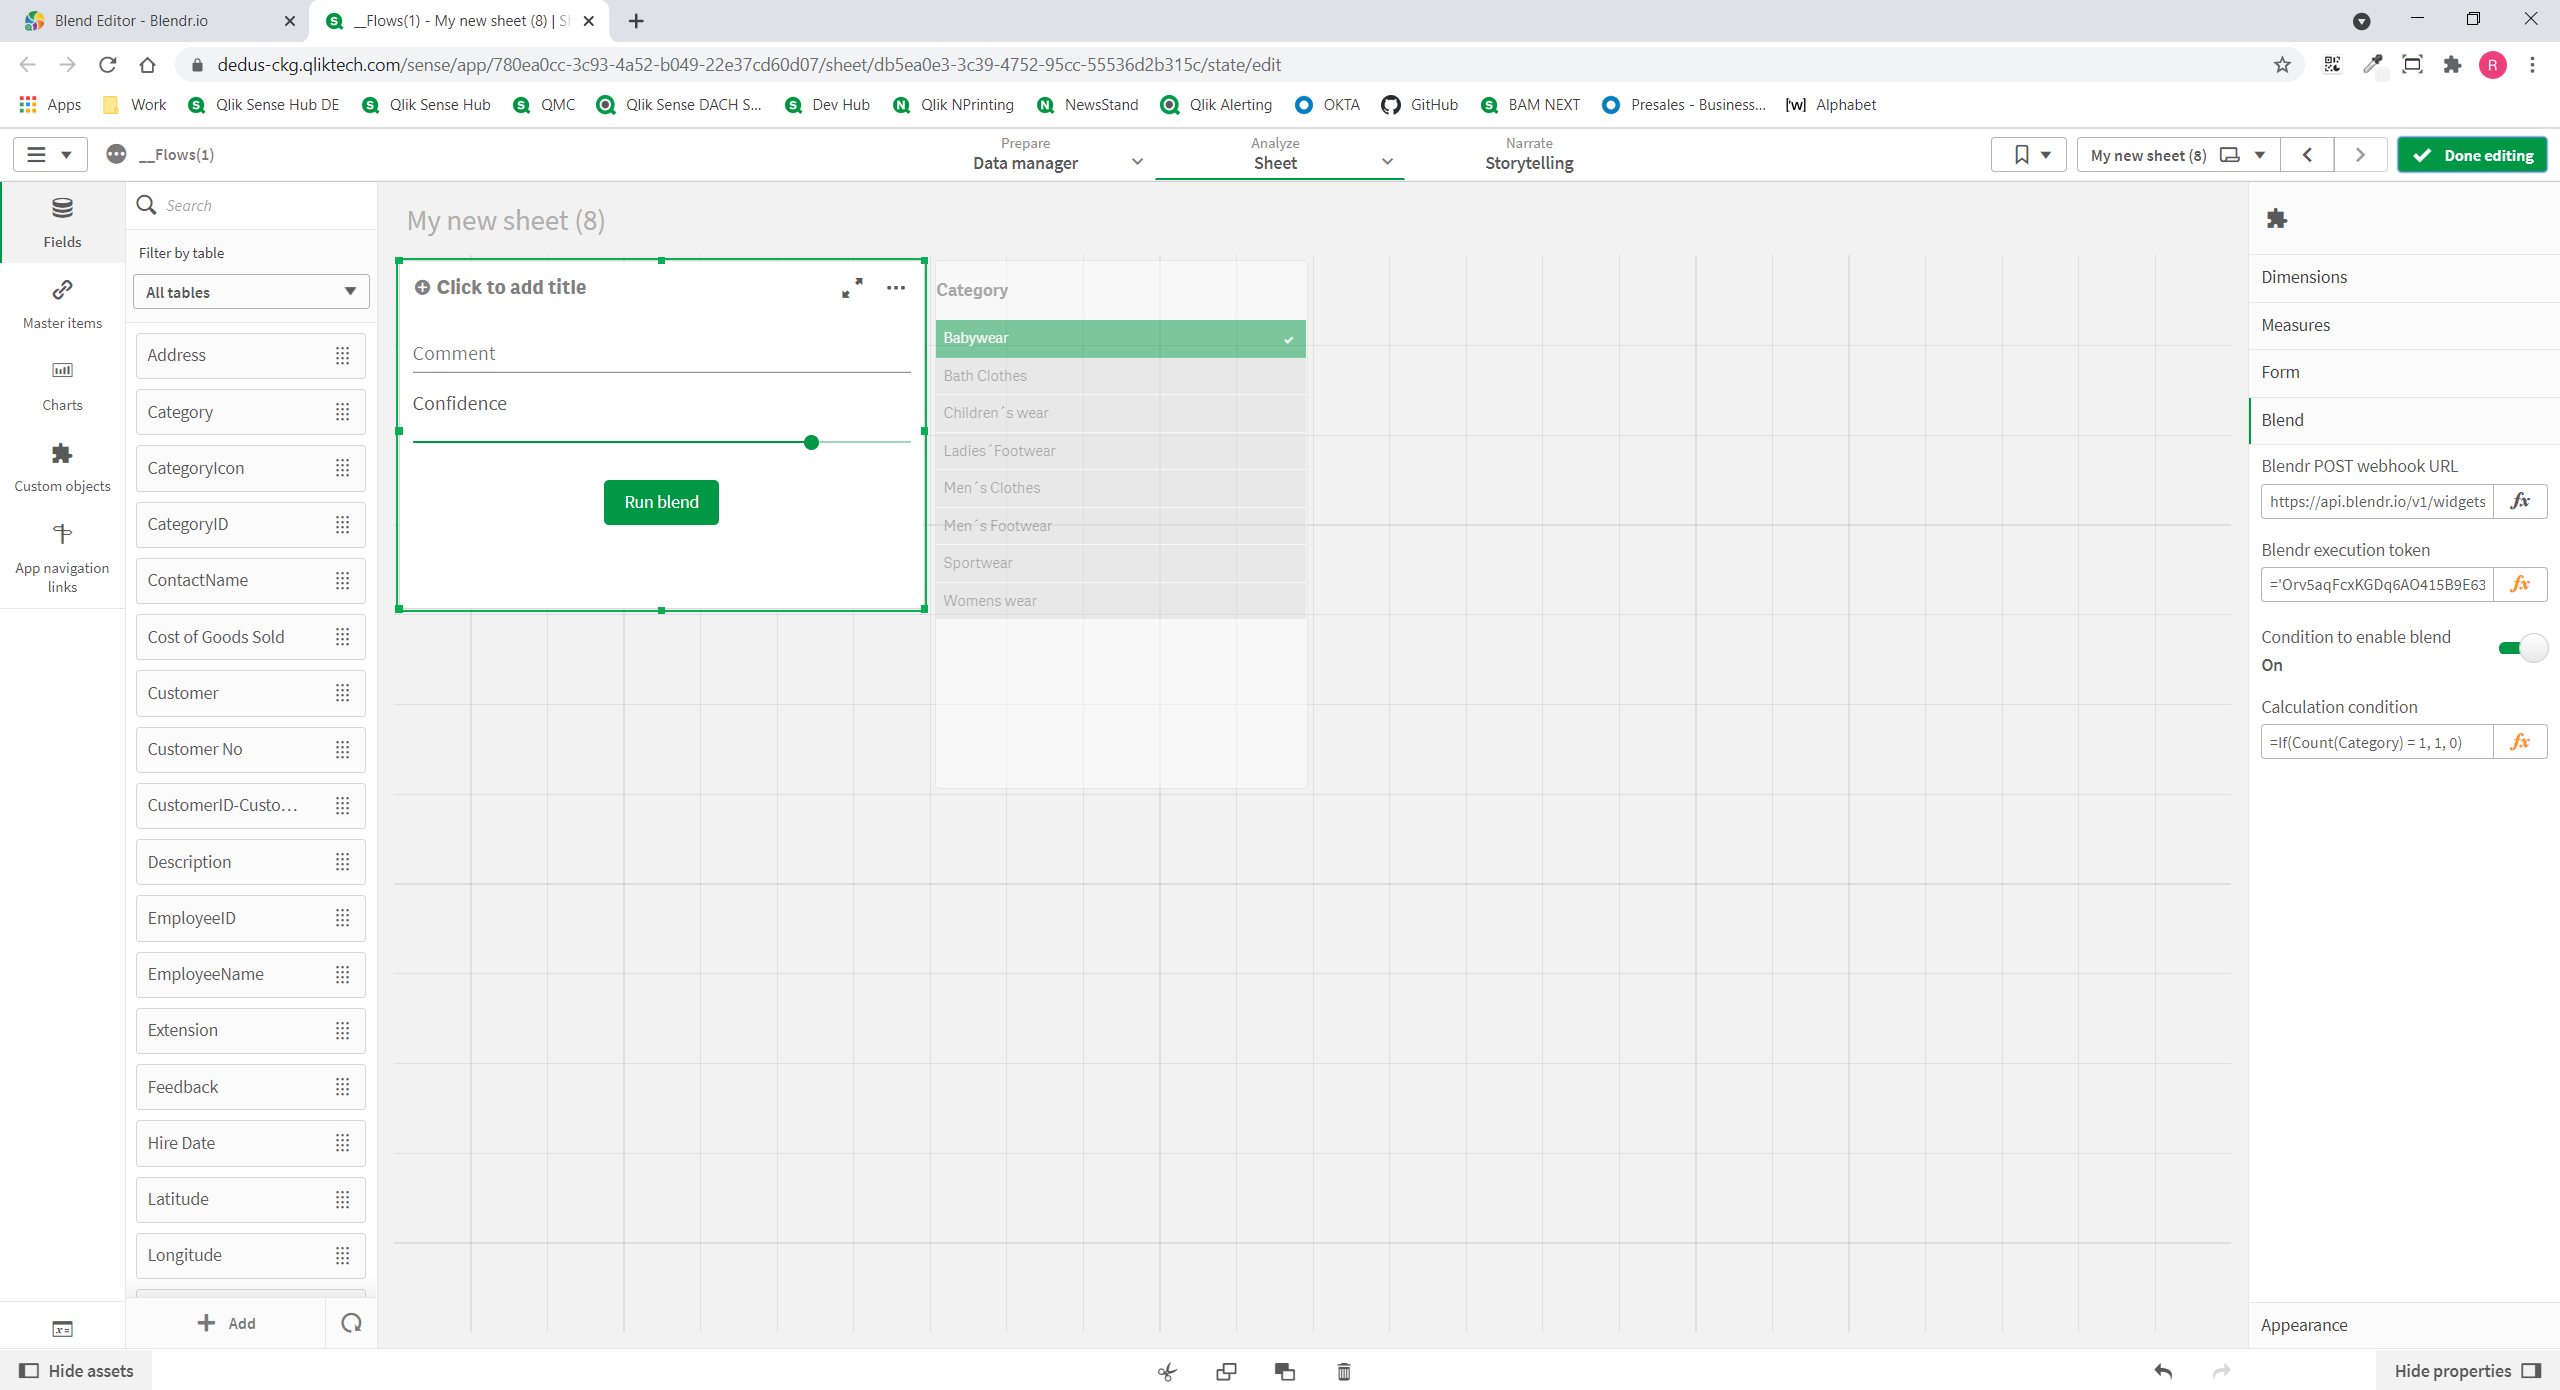 Blend Editor - Blendr.io
__Flows(1) - My new sheet (8) | S
dedus-ckg.qliktech.com/sense/app/780ea0cc-3c93-4a52-b049-22e37cd60d07/sheet/db5ea0e3-3c39-4752-95cc-55536d2b315c/state/edit
R
Apps
Work
Qlik Sense Hub DE
Qlik Sense Hub
QMC
Qlik Sense DACH S...
Dev Hub
Qlik NPrinting
NewsStand
Qlik Alerting
OKTA
GitHub
BAM NEXT
Presales - Business...
Alphabet
__Flows(1)
Prepare
Data manager
Analyze
Sheet
Narrate
Storytelling
My new sheet (8)
Done editing
Fields
Master items
Charts
Custom objects
App navigation
links
Search
Filter by table
All tables
Address
Category
CategoryIcon
CategoryID
ContactName
Cost of Goods Sold
Customer
Customer No
CustomerID-Custo...
Description
EmployeeID
EmployeeName
Extension
Feedback
Hire Date
Latitude
Longitude
Add
My new sheet (8)
Click to add title
Comment
Confidence
Run blend
Category
Babywear
Bath Clothes
Children´s wear
Ladies´Footwear
Men´s Clothes
Men´s Footwear
Sportwear
Womens wear
Dimensions
Measures
Form
Blend
Blendr POST webhook URL
https://api.blendr.io/v1/widgets
fx
Blendr execution token
='Orv5aqFcxKGDq6AO415B9E63
fx
Condition to enable blend
On
Calculation condition
=If(Count(Category) = 1, 1, 0)
fx
Appearance
Hide assets
Hide properties